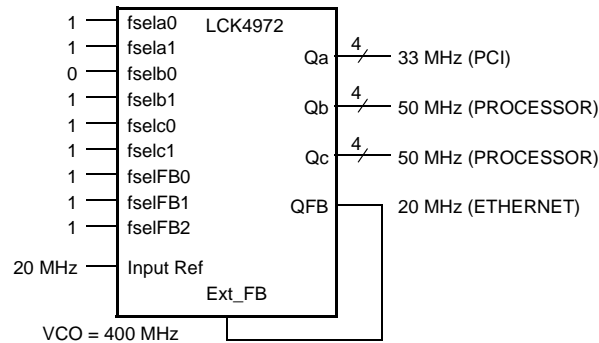 1 fsela0 LCK4972
1 fsela1
Qa 4 33 MHz (PCI)
0 fselb0
1 fselb1
Qb 4 50 MHz (PROCESSOR)
1 fselc0
1 fselc1
Qc 4 50 MHz (PROCESSOR)
1 fselFB0
1 fselFB1
QFB 20 MHz (ETHERNET)
1 fselFB2
20 MHz Input Ref
Ext_FB
VCO = 400 MHz